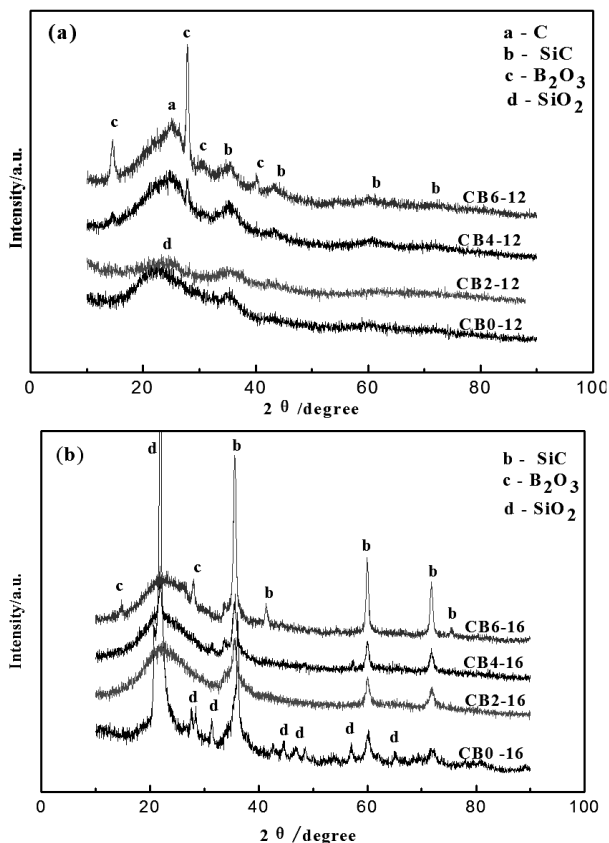 (a)
a - C
b - SiC
c - B₂O₃
d - SiO₂
c
c
a
c
b
c
b
b
b
CB6-12
CB4-12
d
CB2-12
CB0-12
Intensity/a.u.
0 20 40 60 80 100
2 θ /degree
(b)
b - SiC
c - B₂O₃
d - SiO₂
d
b
c
c
b
b
b
b
CB6-16
CB4-16
CB2-16
d
d
d
d
d
d
CB0 -16
Intensity/a.u.
0 20 40 60 80 100
2 θ /degree